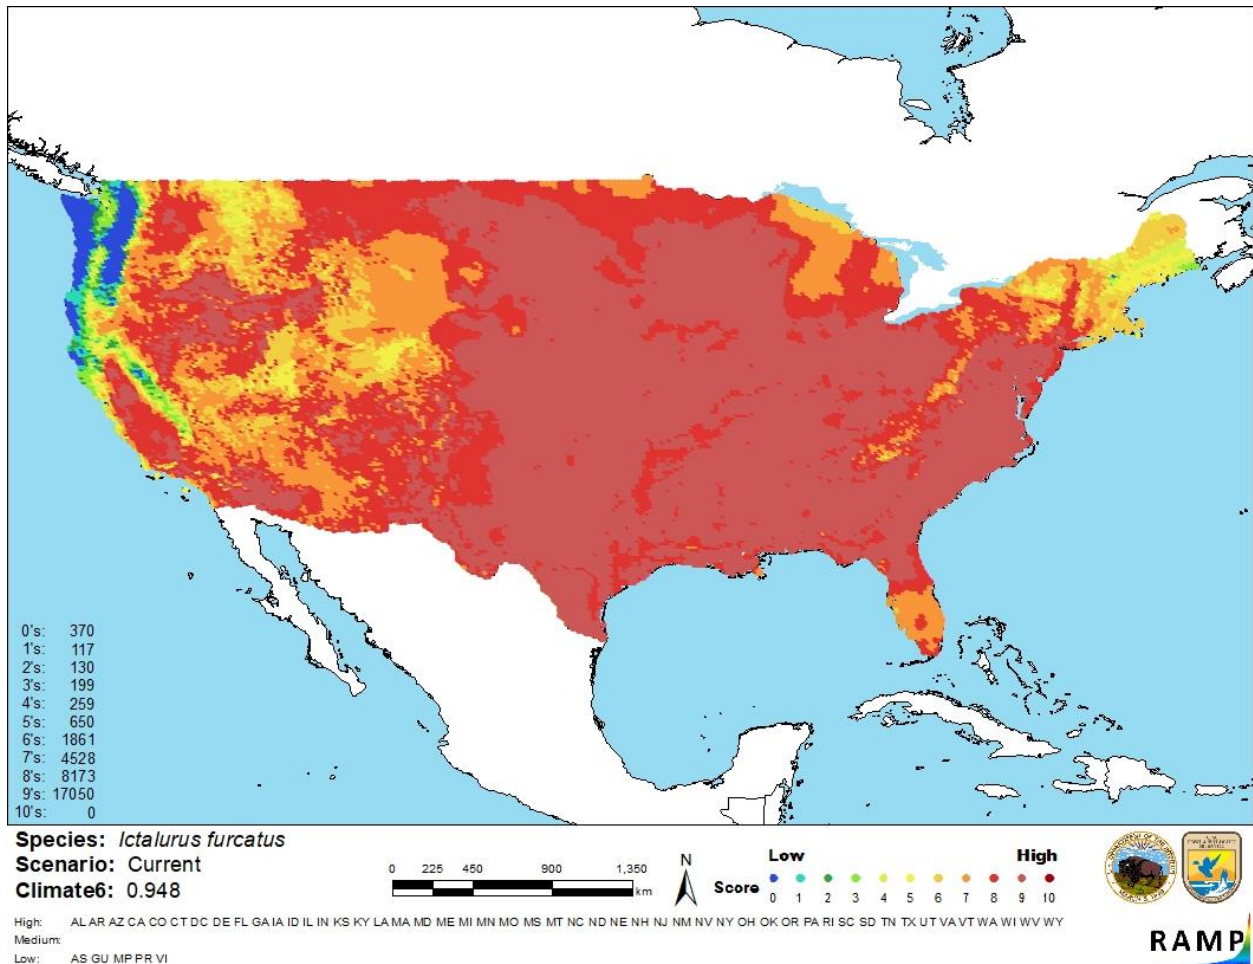 0's: 370
1's: 117
2's: 130
3's: 199
4's: 259
5's: 650
6's: 1861
7's: 4528
8's: 8173
9's: 17050
10's: 0
Species: Ictalurus furcatus
Scenario: Current
Climate6: 0.948
0 225 450 900 1,350
km
N
Low High
Score
0 1 2 3 4 5 6 7 8 9 10
High: AL AR AZ CA CO CT DC DE FL GA IA ID IL IN KS KY LA MA MD ME MI MN MO MS MT NC ND NE NH NJ NM NV NY OH OK OR PA RI SC SD TN TX UT VA VT WA WI WV WY
Medium:
Low: AS GU MP PR VI
RAMP